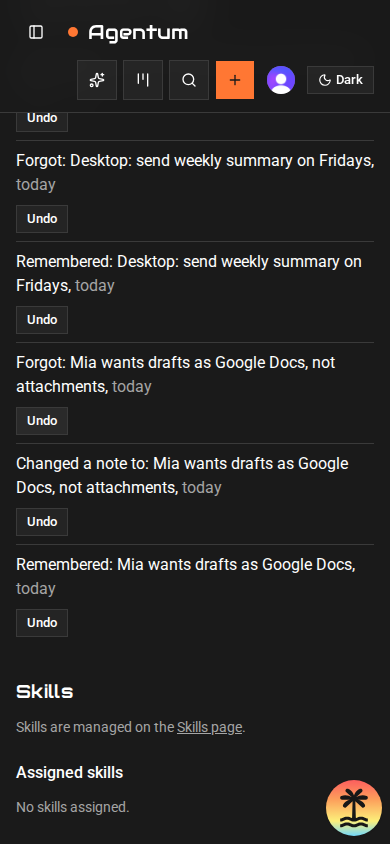 Agentum
Dark
Undo
Forgot: Desktop: send weekly summary on Fridays,
today
Undo
Remembered: Desktop: send weekly summary on
Fridays, today
Undo
Forgot: Mia wants drafts as Google Docs, not
attachments, today
Undo
Changed a note to: Mia wants drafts as Google
Docs, not attachments, today
Undo
Remembered: Mia wants drafts as Google Docs,
today
Undo
Skills
Skills are managed on the Skills page.
Assigned skills
No skills assigned.